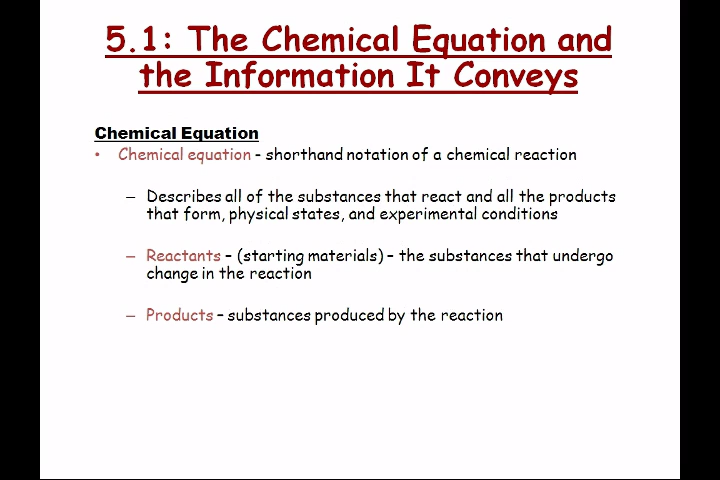 5.1: The Chemical Equation and
the Information It Conveys
Chemical Equation
• Chemical equation - shorthand notation of a chemical reaction
– Describes all of the substances that react and all the products
that form, physical states, and experimental conditions
– Reactants – (starting materials) – the substances that undergo
change in the reaction
– Products – substances produced by the reaction